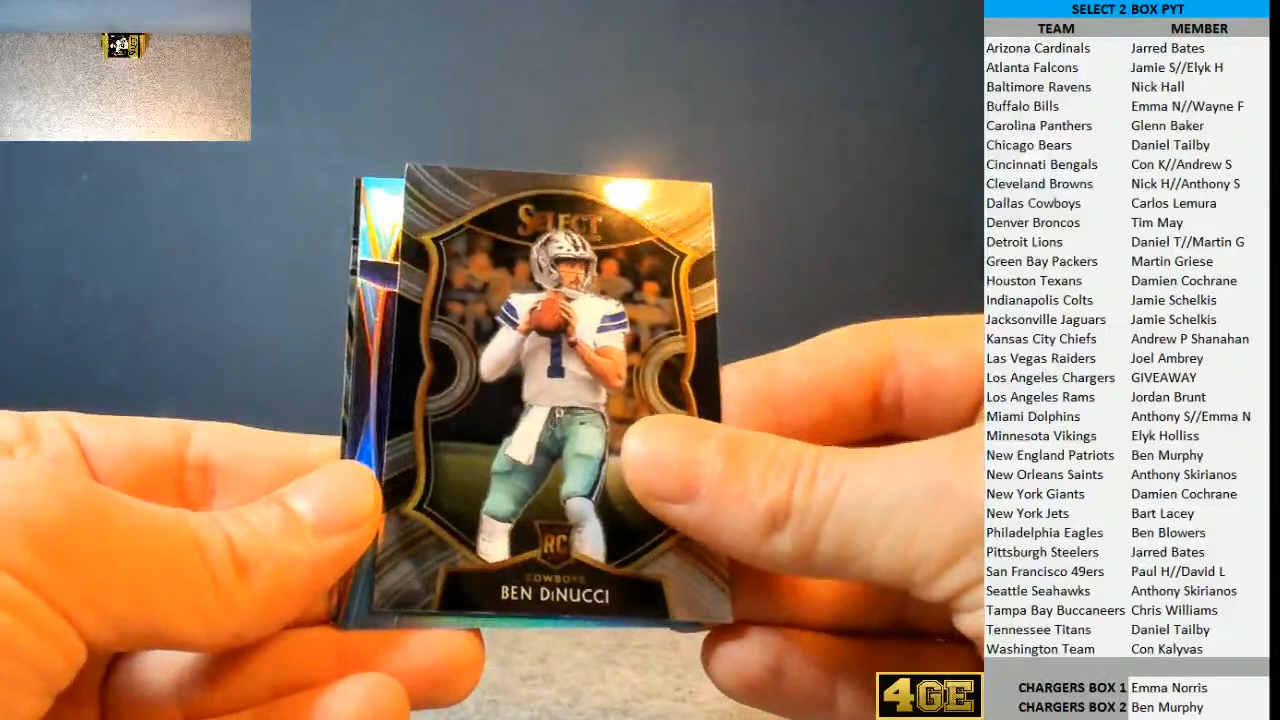 SELECT
1
RC
COWBOYS
BEN DiNUCCI
4GE
SELECT 2 BOX PYT
TEAM MEMBER
Arizona Cardinals Jarred Bates
Atlanta Falcons Jamie S//Elyk H
Baltimore Ravens Nick Hall
Buffalo Bills Emma N//Wayne F
Carolina Panthers Glenn Baker
Chicago Bears Daniel Tailby
Cincinnati Bengals Con K//Andrew S
Cleveland Browns Nick H//Anthony S
Dallas Cowboys Carlos Lemura
Denver Broncos Tim May
Detroit Lions Daniel T//Martin G
Green Bay Packers Martin Griese
Houston Texans Damien Cochrane
Indianapolis Colts Jamie Schelkis
Jacksonville Jaguars Jamie Schelkis
Kansas City Chiefs Andrew P Shanahan
Las Vegas Raiders Joel Ambrey
Los Angeles Chargers GIVEAWAY
Los Angeles Rams Jordan Brunt
Miami Dolphins Anthony S//Emma N
Minnesota Vikings Elyk Holliss
New England Patriots Ben Murphy
New Orleans Saints Anthony Skirianos
New York Giants Damien Cochrane
New York Jets Bart Lacey
Philadelphia Eagles Ben Blowers
Pittsburgh Steelers Jarred Bates
San Francisco 49ers Paul H//David L
Seattle Seahawks Anthony Skirianos
Tampa Bay Buccaneers Chris Williams
Tennessee Titans Daniel Tailby
Washington Team Con Kalyvas
CHARGERS BOX 1 Emma Norris
CHARGERS BOX 2 Ben Murphy